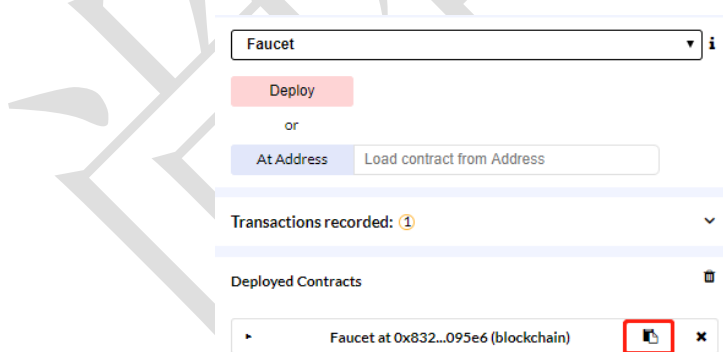 Faucet
i
Deploy
or
At Address Load contract from Address
Transactions recorded: 1
Deployed Contracts
Faucet at 0x832...095e6 (blockchain)